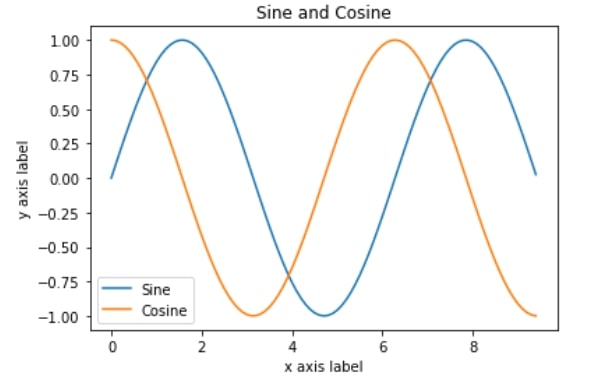 Sine and Cosine
1.00
0.75
0.50
0.25
0.00
−0.25
−0.50
−0.75
−1.00
y axis label
Sine
Cosine
0 2 4 6 8
x axis label